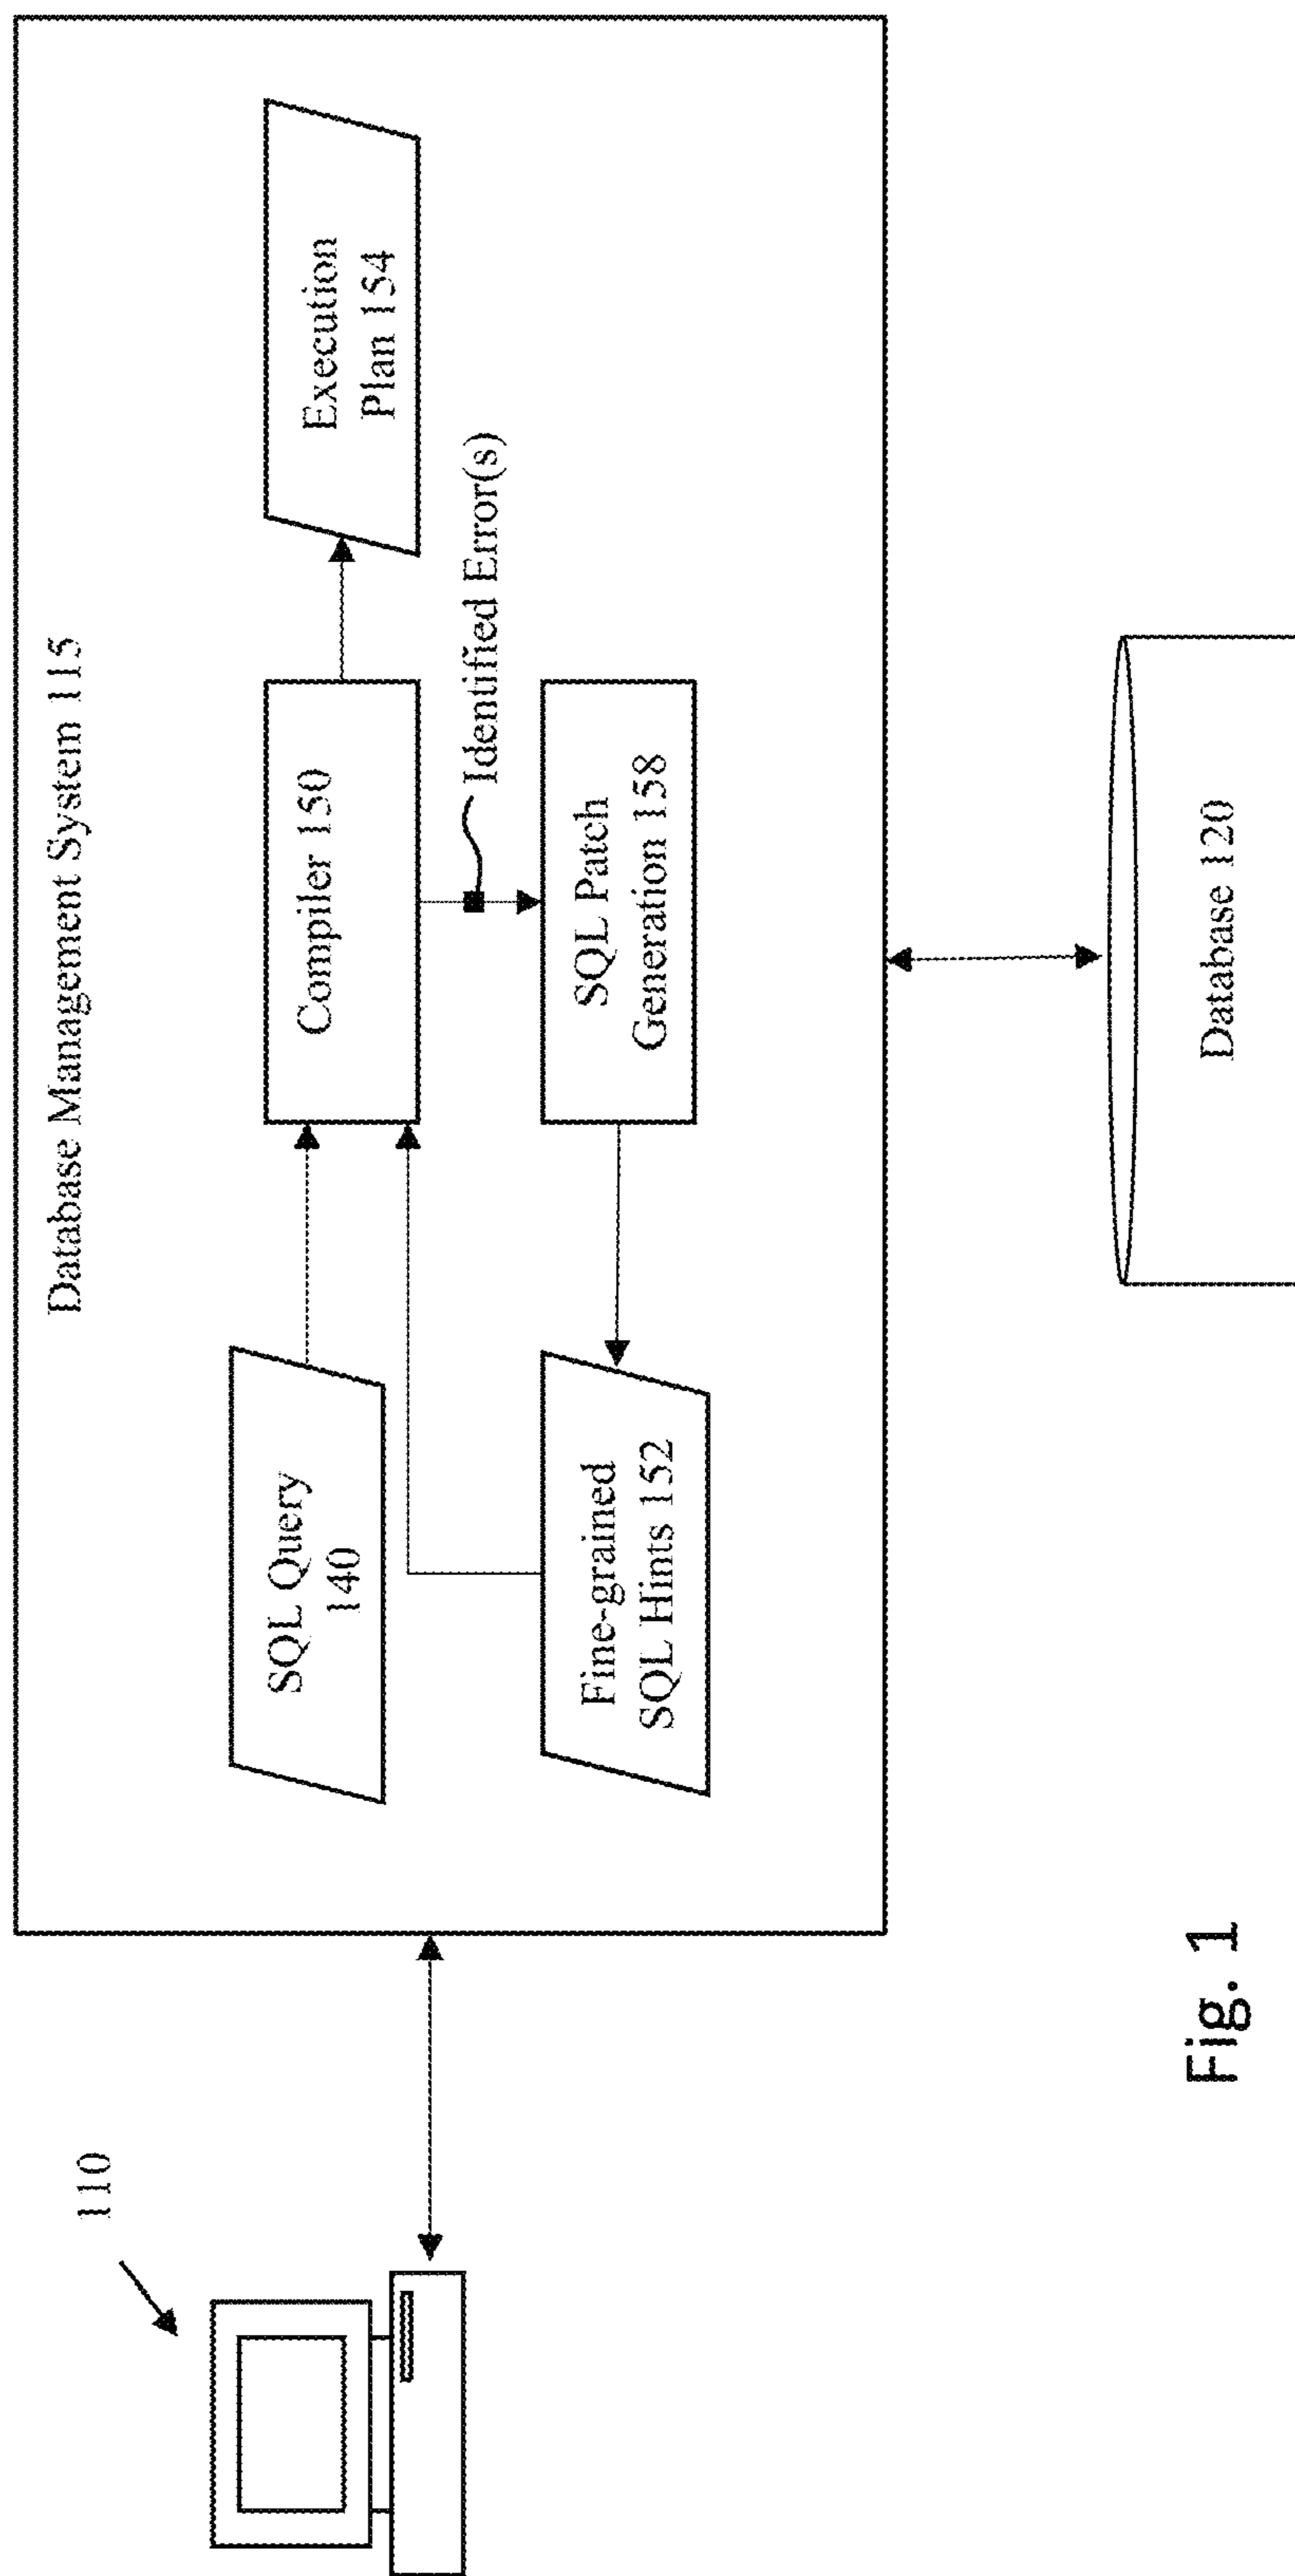 Database Management System 115
110
SQL Query
140
Compiler 150
Execution
Plan 154
Identified Error(s)
Fine-grained
SQL Hints 152
SQL Patch
Generation 158
Database 120
Fig. 1